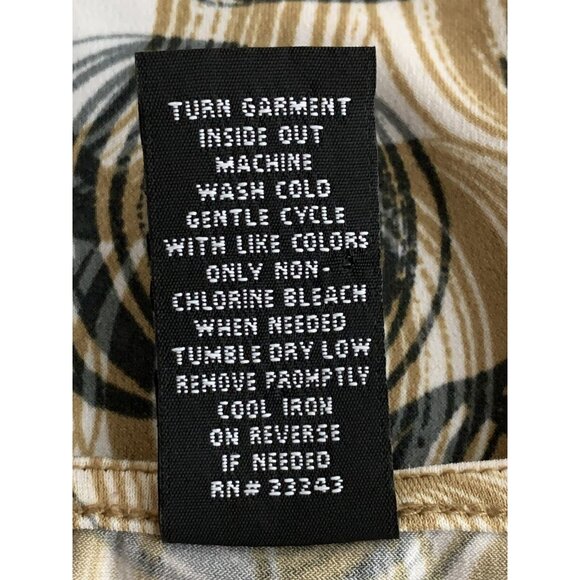 TURN GARMENT
INSIDE OUT
MACHINE
WASH COLD
GENTLE CYCLE
WITH LIKE COLORS
ONLY NON-
CHLORINE BLEACH
WHEN NEEDED
TUMBLE DRY LOW
REMOVE PROMPTLY
COOL IRON
ON REVERSE
IF NEEDED
RN# 23243